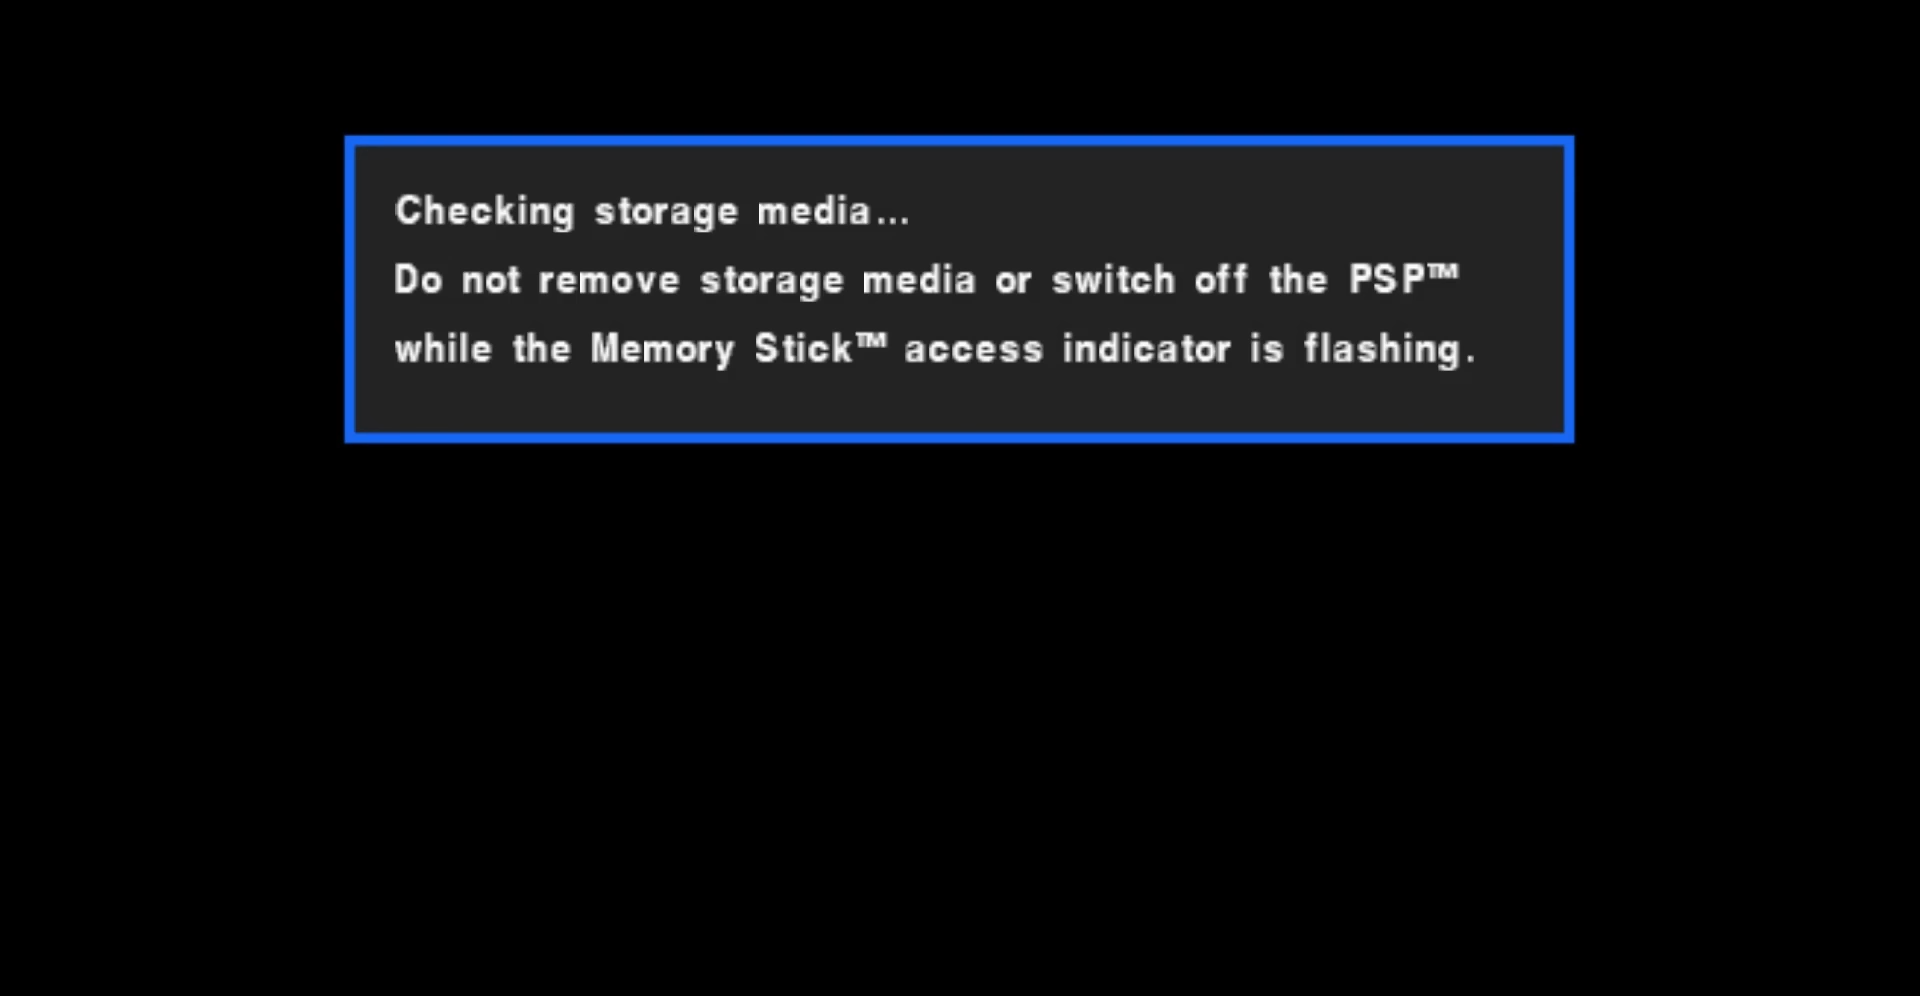 Checking storage media...
Do not remove storage media or switch off the PSP™
while the Memory Stick™ access indicator is flashing.